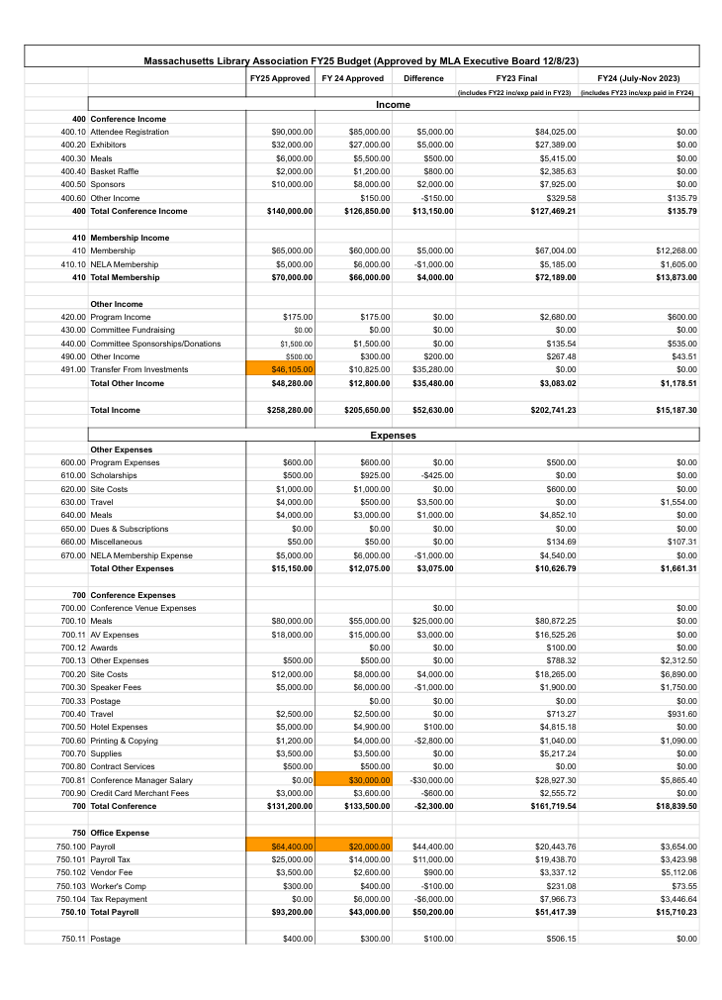 Massachusetts Library Association FY25 Budget (Approved by MLA Executive Board 12/8/23)
FY25 Approved FY 24 Approved Difference FY23 Final FY24 (July-Nov 2023)
(includes FY22 inc/exp paid in FY23) (includes FY23 inc/exp paid in FY24)
Income
400 Conference Income
400.10 Attendee Registration $90,000.00 $85,000.00 $5,000.00 $84,025.00 $0.00
400.20 Exhibitors $32,000.00 $27,000.00 $5,000.00 $27,389.00 $0.00
400.30 Meals $6,000.00 $5,500.00 $500.00 $5,415.00 $0.00
400.40 Basket Raffle $2,000.00 $1,200.00 $800.00 $2,385.63 $0.00
400.50 Sponsors $10,000.00 $8,000.00 $2,000.00 $7,925.00 $0.00
400.60 Other Income $150.00 -$150.00 $329.58 $135.79
400 Total Conference Income $140,000.00 $126,850.00 $13,150.00 $127,469.21 $135.79
410 Membership Income
410 Membership $65,000.00 $60,000.00 $5,000.00 $67,004.00 $12,268.00
410.10 NELA Membership $5,000.00 $6,000.00 -$1,000.00 $5,185.00 $1,605.00
410 Total Membership $70,000.00 $66,000.00 $4,000.00 $72,189.00 $13,873.00
Other Income
420.00 Program Income $175.00 $175.00 $0.00 $2,680.00 $600.00
430.00 Committee Fundraising $0.00 $0.00 $0.00 $0.00 $0.00
440.00 Committee Sponsorships/Donations $1,500.00 $1,500.00 $0.00 $135.54 $535.00
490.00 Other Income $500.00 $300.00 $200.00 $267.48 $43.51
491.00 Transfer From Investments $46,105.00 $10,825.00 $35,280.00 $0.00 $0.00
Total Other Income $48,280.00 $12,800.00 $35,480.00 $3,083.02 $1,178.51
Total Income $258,280.00 $205,650.00 $52,630.00 $202,741.23 $15,187.30
Expenses
Other Expenses
600.00 Program Expenses $600.00 $600.00 $0.00 $500.00 $0.00
610.00 Scholarships $500.00 $925.00 -$425.00 $0.00 $0.00
620.00 Site Costs $1,000.00 $1,000.00 $0.00 $600.00 $0.00
630.00 Travel $4,000.00 $500.00 $3,500.00 $0.00 $1,554.00
640.00 Meals $4,000.00 $3,000.00 $1,000.00 $4,852.10 $0.00
650.00 Dues & Subscriptions $0.00 $0.00 $0.00 $0.00 $0.00
660.00 Miscellaneous $50.00 $50.00 $0.00 $134.69 $107.31
670.00 NELA Membership Expense $5,000.00 $6,000.00 -$1,000.00 $4,540.00 $0.00
Total Other Expenses $15,150.00 $12,075.00 $3,075.00 $10,626.79 $1,661.31
700 Conference Expenses
700.00 Conference Venue Expenses $0.00 $0.00
700.10 Meals $80,000.00 $55,000.00 $25,000.00 $80,872.25 $0.00
700.11 AV Expenses $18,000.00 $15,000.00 $3,000.00 $16,525.26 $0.00
700.12 Awards $0.00 $0.00 $100.00 $0.00
700.13 Other Expenses $500.00 $500.00 $0.00 $788.32 $2,312.50
700.20 Site Costs $12,000.00 $8,000.00 $4,000.00 $18,265.00 $6,890.00
700.30 Speaker Fees $5,000.00 $6,000.00 -$1,000.00 $1,900.00 $1,750.00
700.33 Postage $0.00 $0.00 $0.00 $0.00
700.40 Travel $2,500.00 $2,500.00 $0.00 $713.27 $931.60
700.50 Hotel Expenses $5,000.00 $4,900.00 $100.00 $4,815.18 $0.00
700.60 Printing & Copying $1,200.00 $4,000.00 -$2,800.00 $1,040.00 $1,090.00
700.70 Supplies $3,500.00 $3,500.00 $0.00 $5,217.24 $0.00
700.80 Contract Services $500.00 $500.00 $0.00 $0.00 $0.00
700.81 Conference Manager Salary $0.00 $30,000.00 -$30,000.00 $28,927.30 $5,865.40
700.90 Credit Card Merchant Fees $3,000.00 $3,600.00 -$600.00 $2,555.72 $0.00
700 Total Conference $131,200.00 $133,500.00 -$2,300.00 $161,719.54 $18,839.50
750 Office Expense
750.100 Payroll $64,400.00 $20,000.00 $44,400.00 $20,443.76 $3,654.00
750.101 Payroll Tax $25,000.00 $14,000.00 $11,000.00 $19,438.70 $3,423.98
750.102 Vendor Fee $3,500.00 $2,600.00 $900.00 $3,337.12 $5,112.06
750.103 Worker's Comp $300.00 $400.00 -$100.00 $231.08 $73.55
750.104 Tax Repayment $0.00 $6,000.00 -$6,000.00 $7,966.73 $3,446.64
750.10 Total Payroll $93,200.00 $43,000.00 $50,200.00 $51,417.39 $15,710.23
750.11 Postage $400.00 $300.00 $100.00 $506.15 $0.00